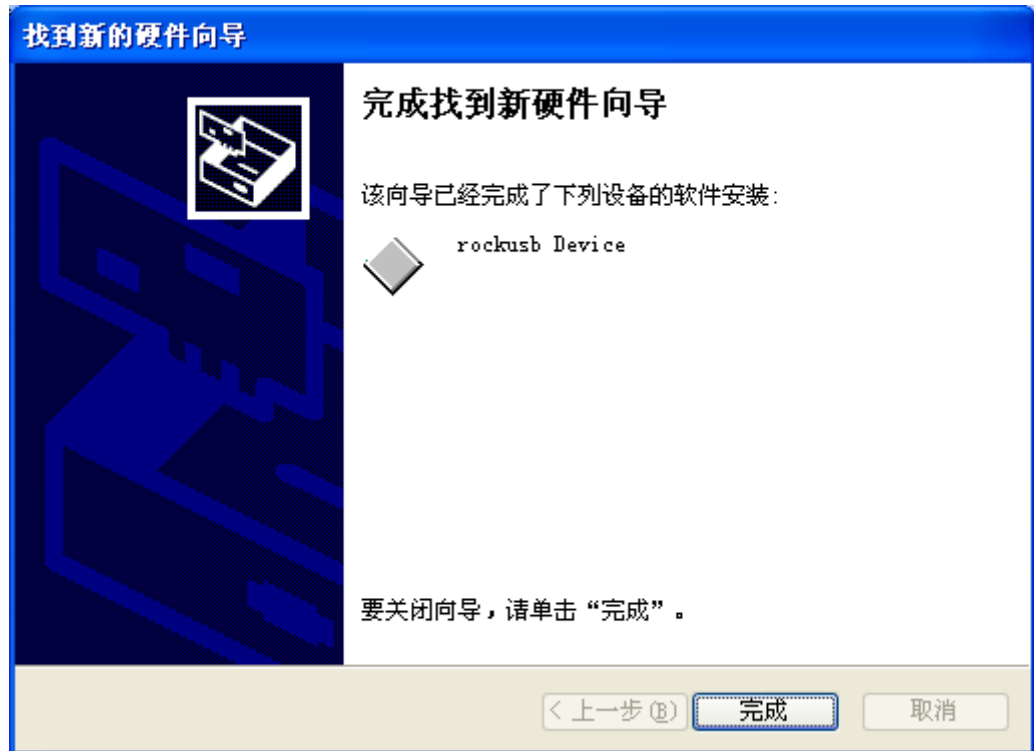 找到新的硬件向导
完成找到新硬件向导
该向导已经完成了下列设备的软件安装:
rockusb Device
要关闭向导，请单击“完成”。
< 上一步(B)
完成
取消